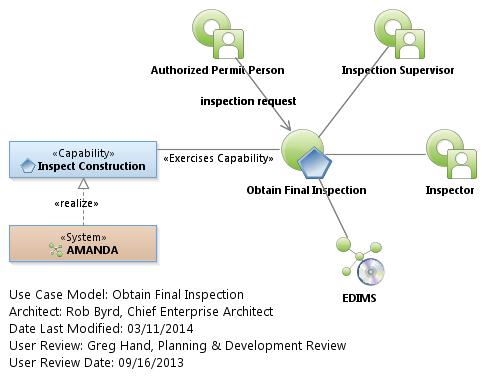 Authorized Permit Person
Inspection Supervisor
inspection request
«Capability»
Inspect Construction
«Exercises Capability»
Obtain Final Inspection
Inspector
«realize»
«System»
AMANDA
EDIMS
Use Case Model: Obtain Final Inspection
Architect: Rob Byrd, Chief Enterprise Architect
Date Last Modified: 03/11/2014
User Review: Greg Hand, Planning & Development Review
User Review Date: 09/16/2013